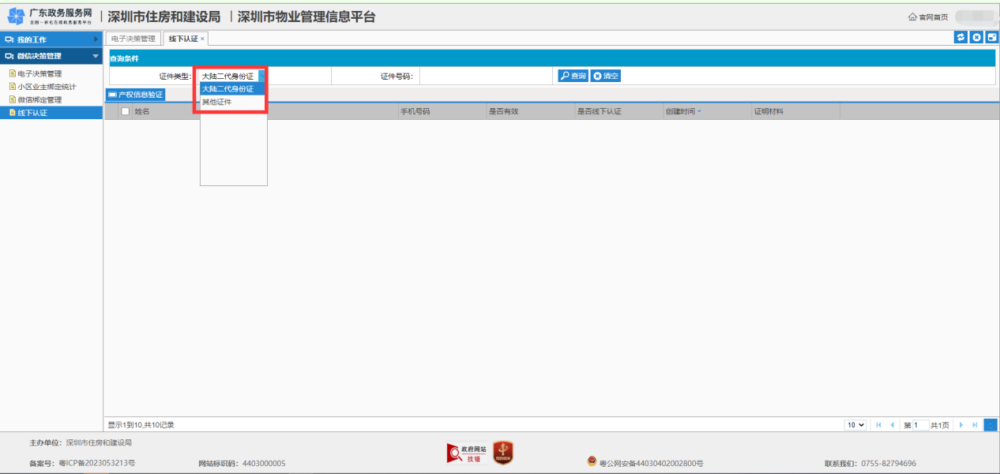 广东政务服务网
全国一体化在线政务服务平台
深圳市住房和建设局
深圳市物业管理信息平台
官网首页
我的工作
电子决策管理
线下认证
微信决策管理
电子决策管理
小区业主绑定统计
微信绑定管理
线下认证
查询条件
证件类型: 大陆二代身份证
证件号码:
查询
清空
大陆二代身份证
其他证件
产权信息验证
姓名 手机号码 是否有效 是否线下认证 创建时间 证明材料
显示1到10,共10记录
10 第 1 共1页
主办单位：深圳市住房和建设局
政府网站
找错
备案号：粤ICP备2023053213号
网站标识码：4403000005
粤公网安备44030402002800号
联系我们：0755-82794696